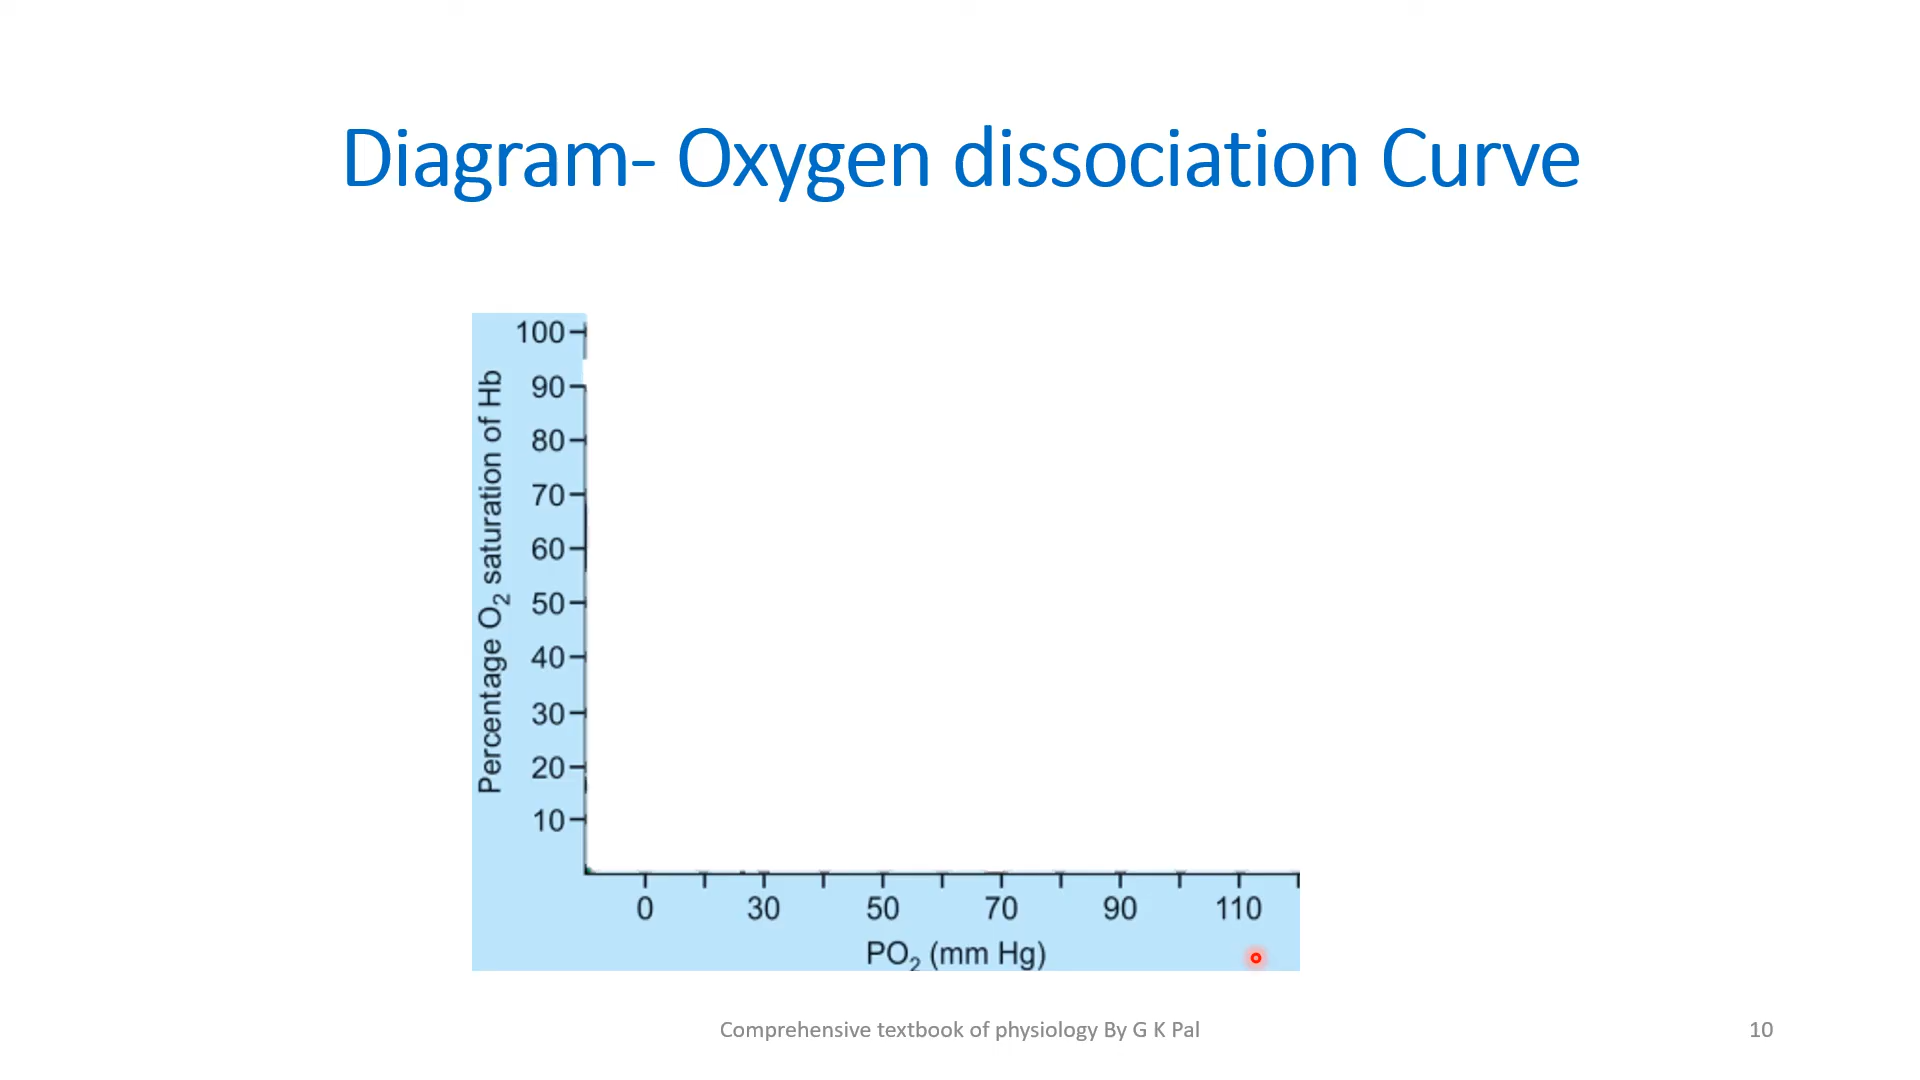 Diagram- Oxygen dissociation Curve
Percentage O₂ saturation of Hb
100
90
80
70
60
50
40
30
20
10
0 30 50 70 90 110
PO₂ (mm Hg)
Comprehensive textbook of physiology By G K Pal
10